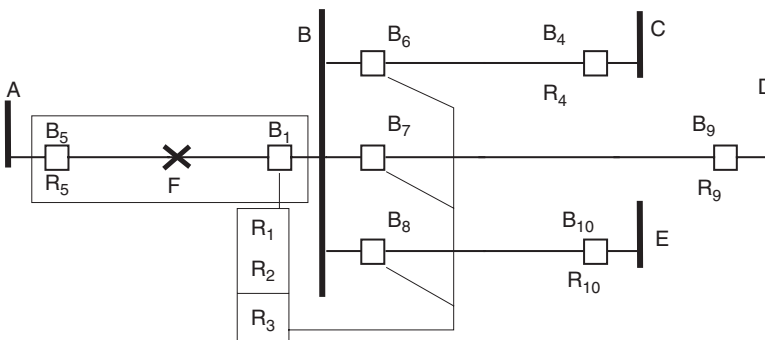 B
B₆
B₄
C
A
R₄
D
B₅
B₁
B₇
B₉
R₅
F
R₉
R₁
B₈
B₁₀
E
R₂
R₁₀
R₃